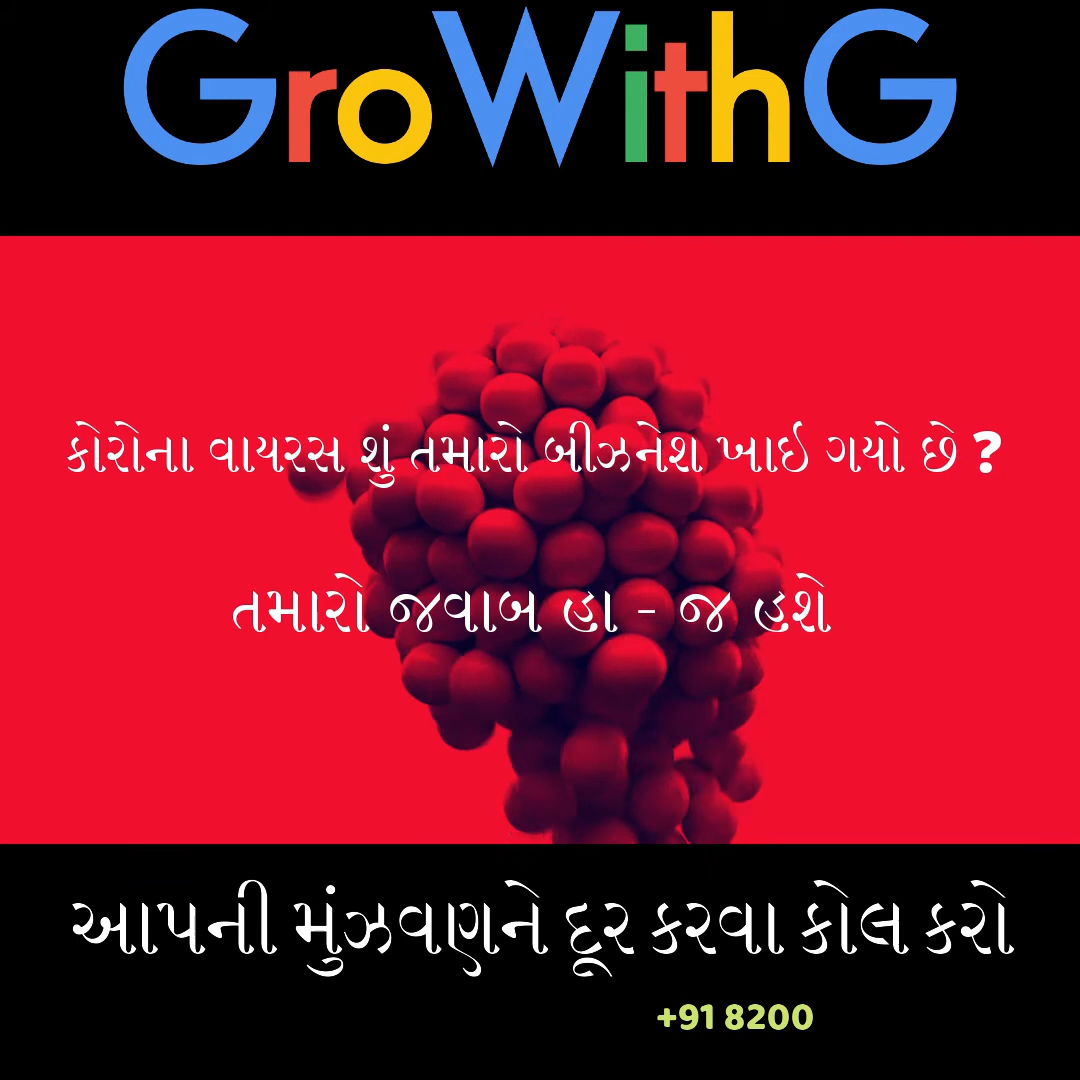 GroWithG
કોરોના વાયરસ શું તમારો બીઝનેશ ખાઇ ગયો છે ?
તમારો જવાબ હા - જ હશે
આપની મુંઝવણને દૂર કરવા કોલ કરો
+91 8200